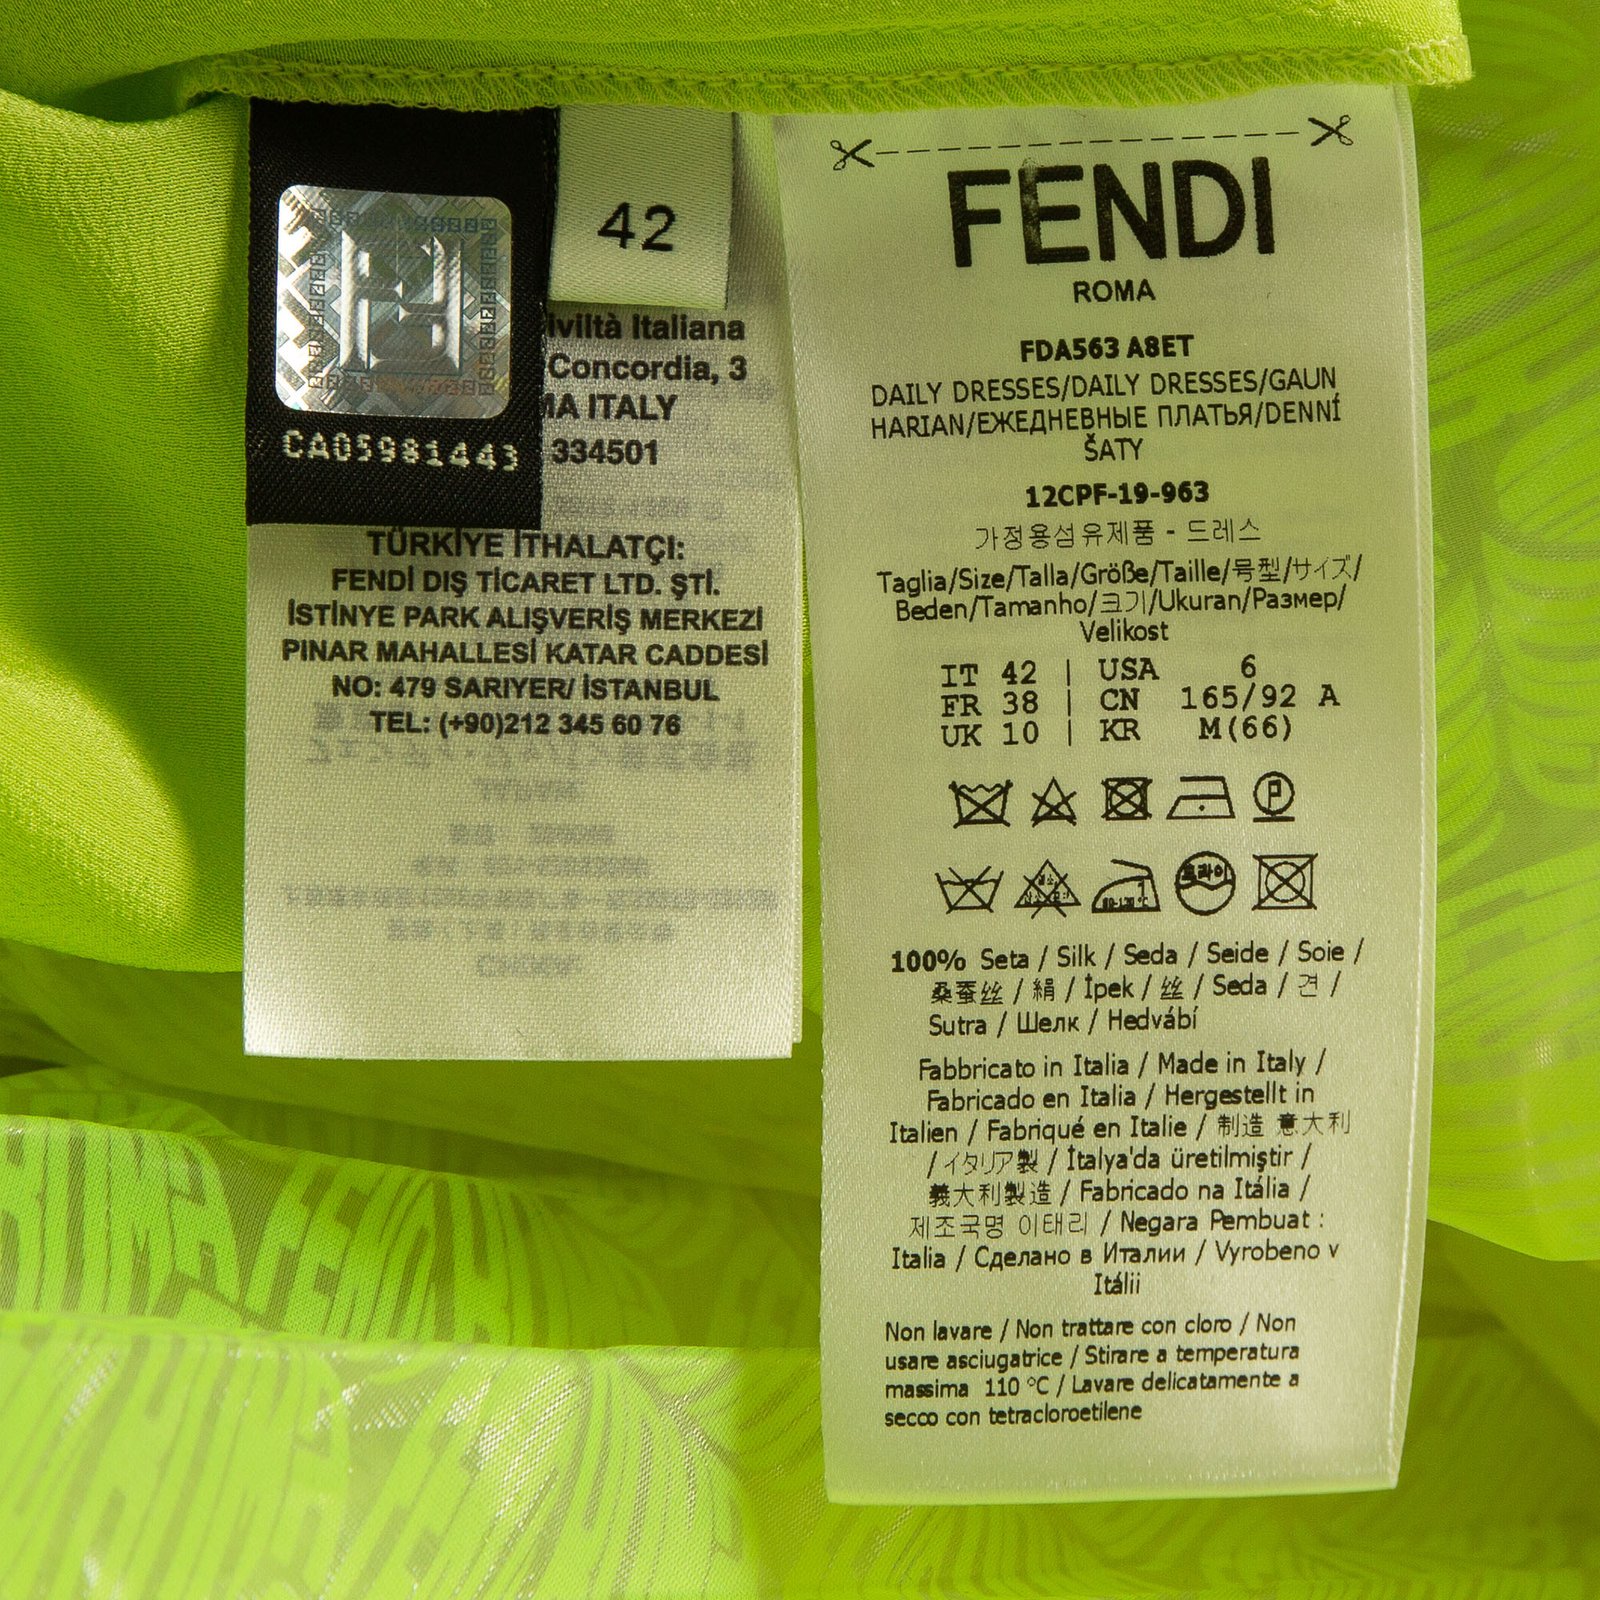 42
CA05981443
iviltà Italiana
Concordia, 3
MA ITALY
334501
TÜRKİYE İTHALATÇI:
FENDİ DIŞ TİCARET LTD. ŞTİ.
İSTİNYE PARK ALIŞVERİŞ MERKEZİ
PINAR MAHALLESİ KATAR CADDESİ
NO: 479 SARIYER/ İSTANBUL
TEL: (+90)212 345 60 76
FENDI
ROMA
FDA563 A8ET
DAILY DRESSES/DAILY DRESSES/GAUN
HARIAN/ЕЖЕДНЕВНЫЕ ПЛАТЬЯ/DENNÍ
ŠATY
12CPF-19-963
가정용섬유제품 - 드레스
Taglia/Size/Talla/Größe/Taille/号型/サイズ/
Beden/Tamanho/크기/Ukuran/Размер/
Velikost
IT 42 | USA 6
FR 38 | CN 165/92 A
UK 10 | KR M(66)
드라이
100% Seta / Silk / Seda / Seide / Soie /
桑蚕丝 / 絹 / İpek / 丝 / Seda / 견 /
Sutra / Шелк / Hedvábí
Fabbricato in Italia / Made in Italy /
Fabricado en Italia / Hergestellt in
Italien / Fabriqué en Italie / 制造 意大利
/ イタリア製 / İtalya'da üretilmiştir /
義大利製造 / Fabricado na Itália /
제조국명 이태리 / Negara Pembuat :
Italia / Сделано в Италии / Vyrobeno v
Itálii
Non lavare / Non trattare con cloro / Non
usare asciugatrice / Stirare a temperatura
massima 110 °C / Lavare delicatamente a
secco con tetracloroetilene